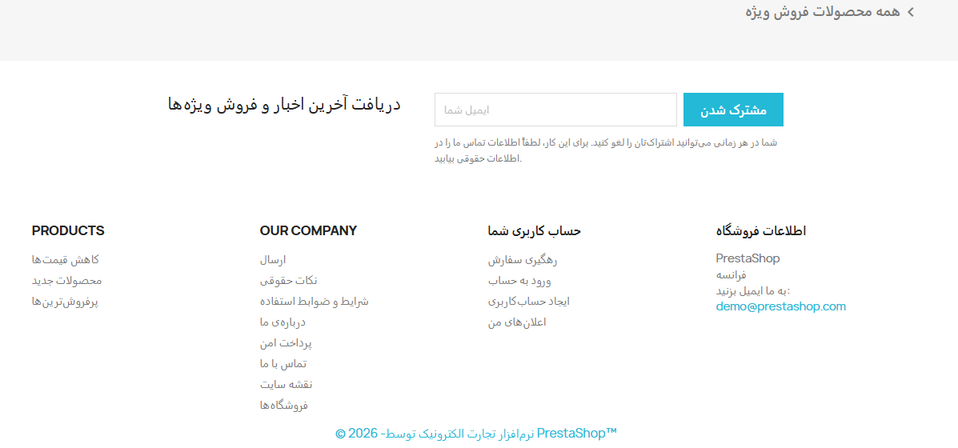 همه محصولات فروش ویژه
دریافت آخرین اخبار و فروش ویژه‌ها
ایمیل شما
مشترک شدن
شما در هر زمانی می‌توانید اشتراک‌تان را لغو کنید. برای این کار، لطفاً اطلاعات تماس ما را در
اطلاعات حقوقی بیابید.
PRODUCTS
کاهش قیمت‌ها
محصولات جدید
پرفروش‌ترین‌ها
OUR COMPANY
ارسال
نکات حقوقی
شرایط و ضوابط استفاده
درباره‌ی ما
پرداخت امن
تماس با ما
نقشه سایت
فروشگاه‌ها
حساب کاربری شما
رهگیری سفارش
ورود به حساب
ایجاد حساب‌کاربری
اعلان‌های من
اطلاعات فروشگاه
PrestaShop
فرانسه
به ما ایمیل بزنید:
demo@prestashop.com
© 2026 -نرم‌افزار تجارت الکترونیک توسط PrestaShop™